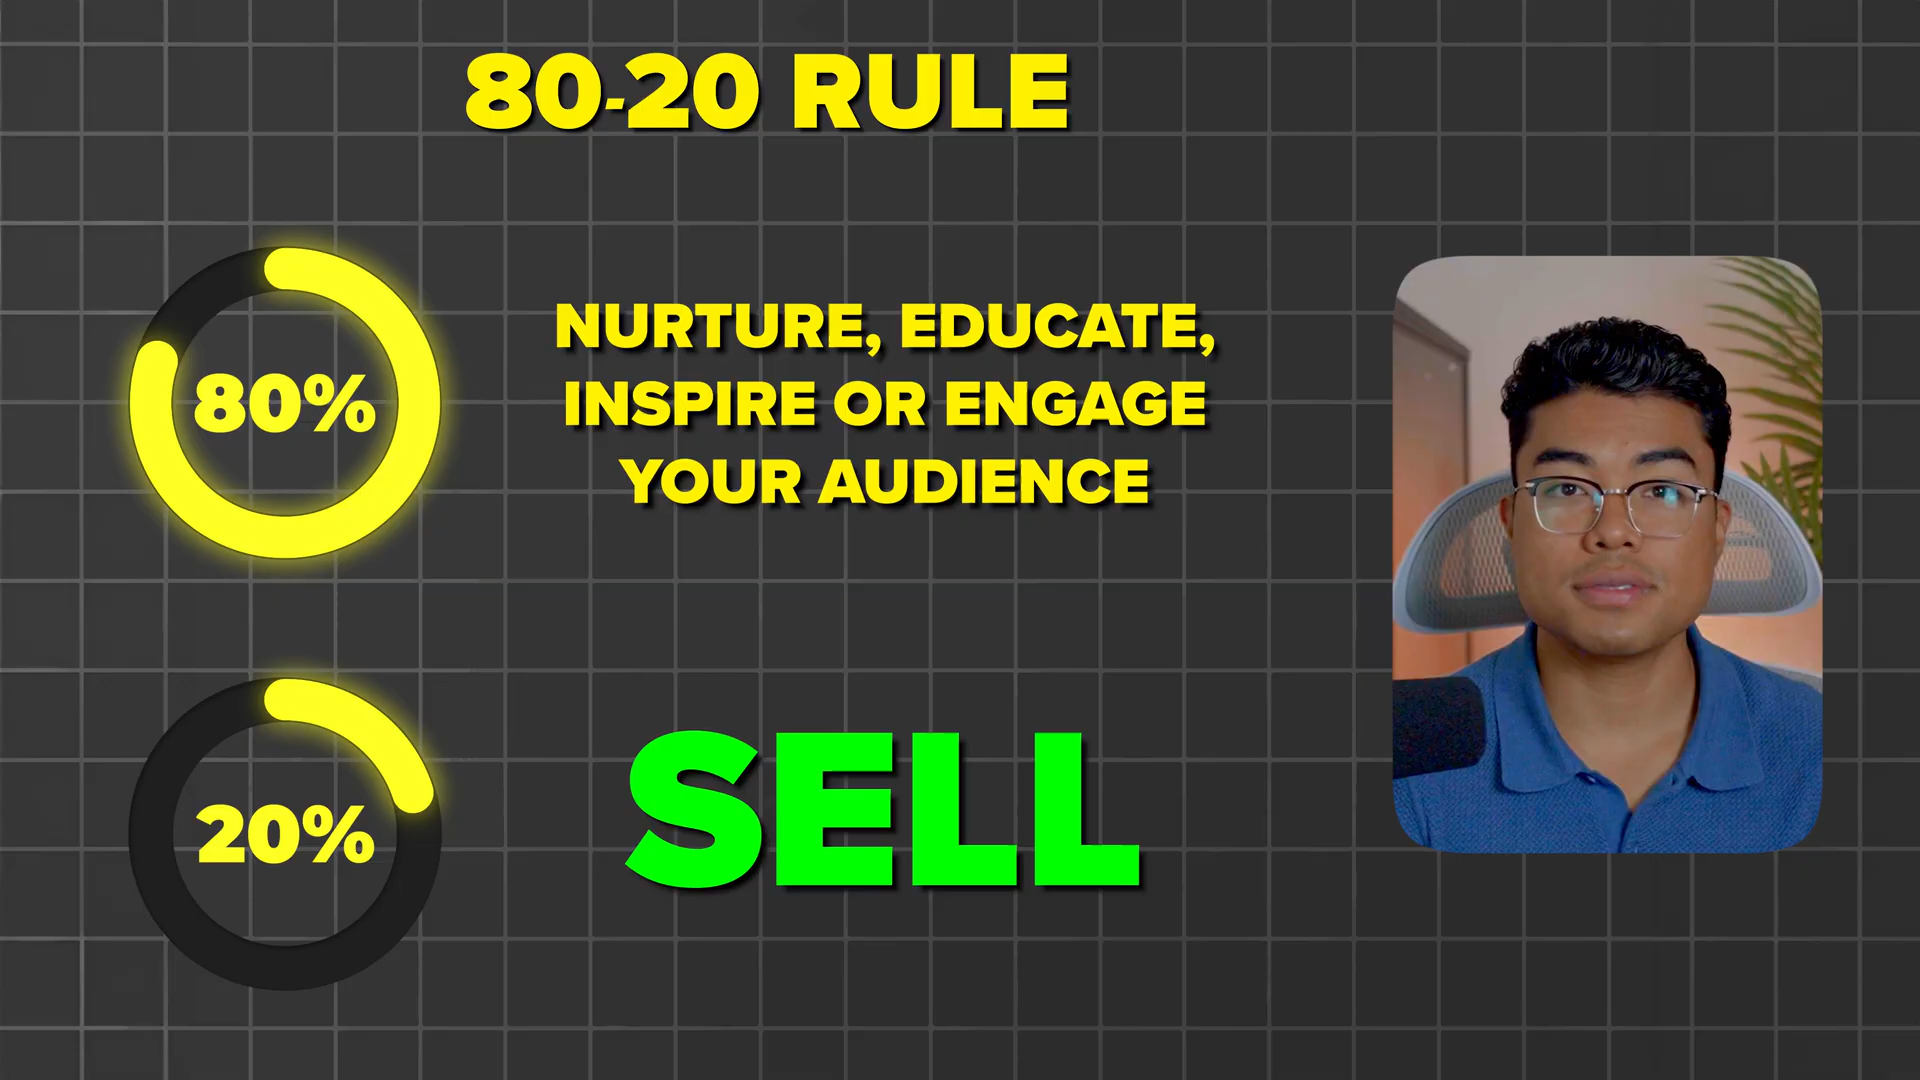 80-20 RULE
80%
NURTURE, EDUCATE,
INSPIRE OR ENGAGE
YOUR AUDIENCE
20%
SELL